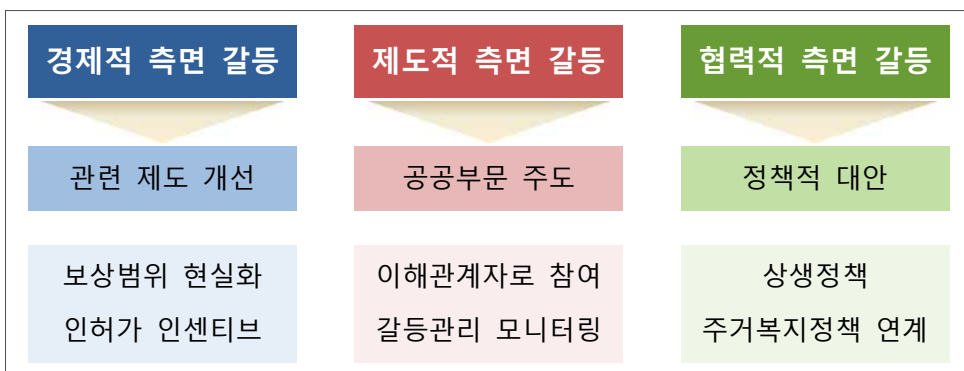 경제적 측면 갈등
제도적 측면 갈등
협력적 측면 갈등
관련 제도 개선
공공부문 주도
정책적 대안
보상범위 현실화
인허가 인센티브
이해관계자로 참여
갈등관리 모니터링
상생정책
주거복지정책 연계